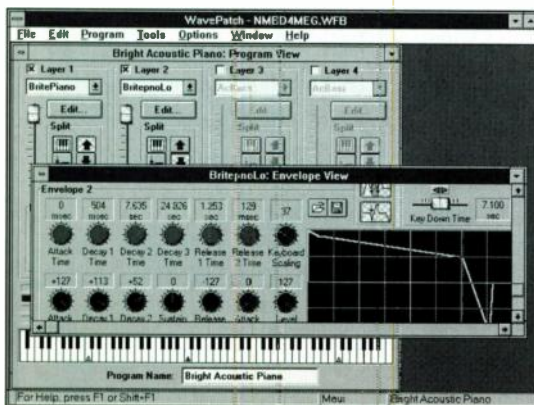 WavePatch - NMED4MEG.WFB
File Edit Program Tools Options Window Help
Bright Acoustic Piano: Program View
Layer 1 Layer 2 Layer 3 Layer 4
BritePiano BritepnoLo
Edit... Edit... Edit Edit
Split Split Split Split
BritepnoLo: Envelope View
Envelope 2
0 504 7.635 24.926 1.253 129 37
msec msec sec sec sec msec
7.100
sec
Key Down Time
Attack Decay 1 Decay 2 Decay 3 Release Release Keyboard
Time Time Time Time 1 Time 2 Time Scaling
+127 +113 +52 0 -127 0 127
Attack Decay 1 Decay 2 Sustain Release Attack Level
Program Name: Bright Acoustic Piano
For Help, press F1 or Shift+F1
Bright Acoustic Piano